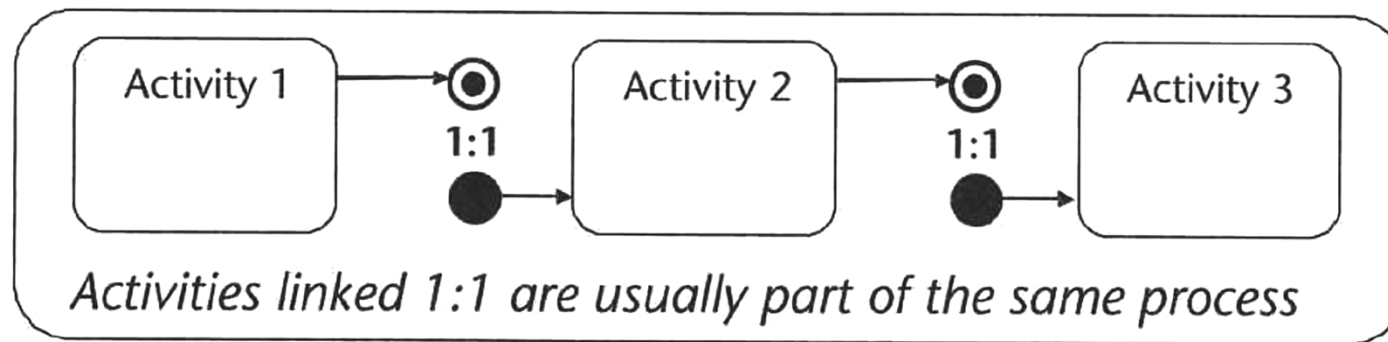 Activity 1
Activity 2
Activity 3
1:1
1:1
Activities linked 1:1 are usually part of the same process